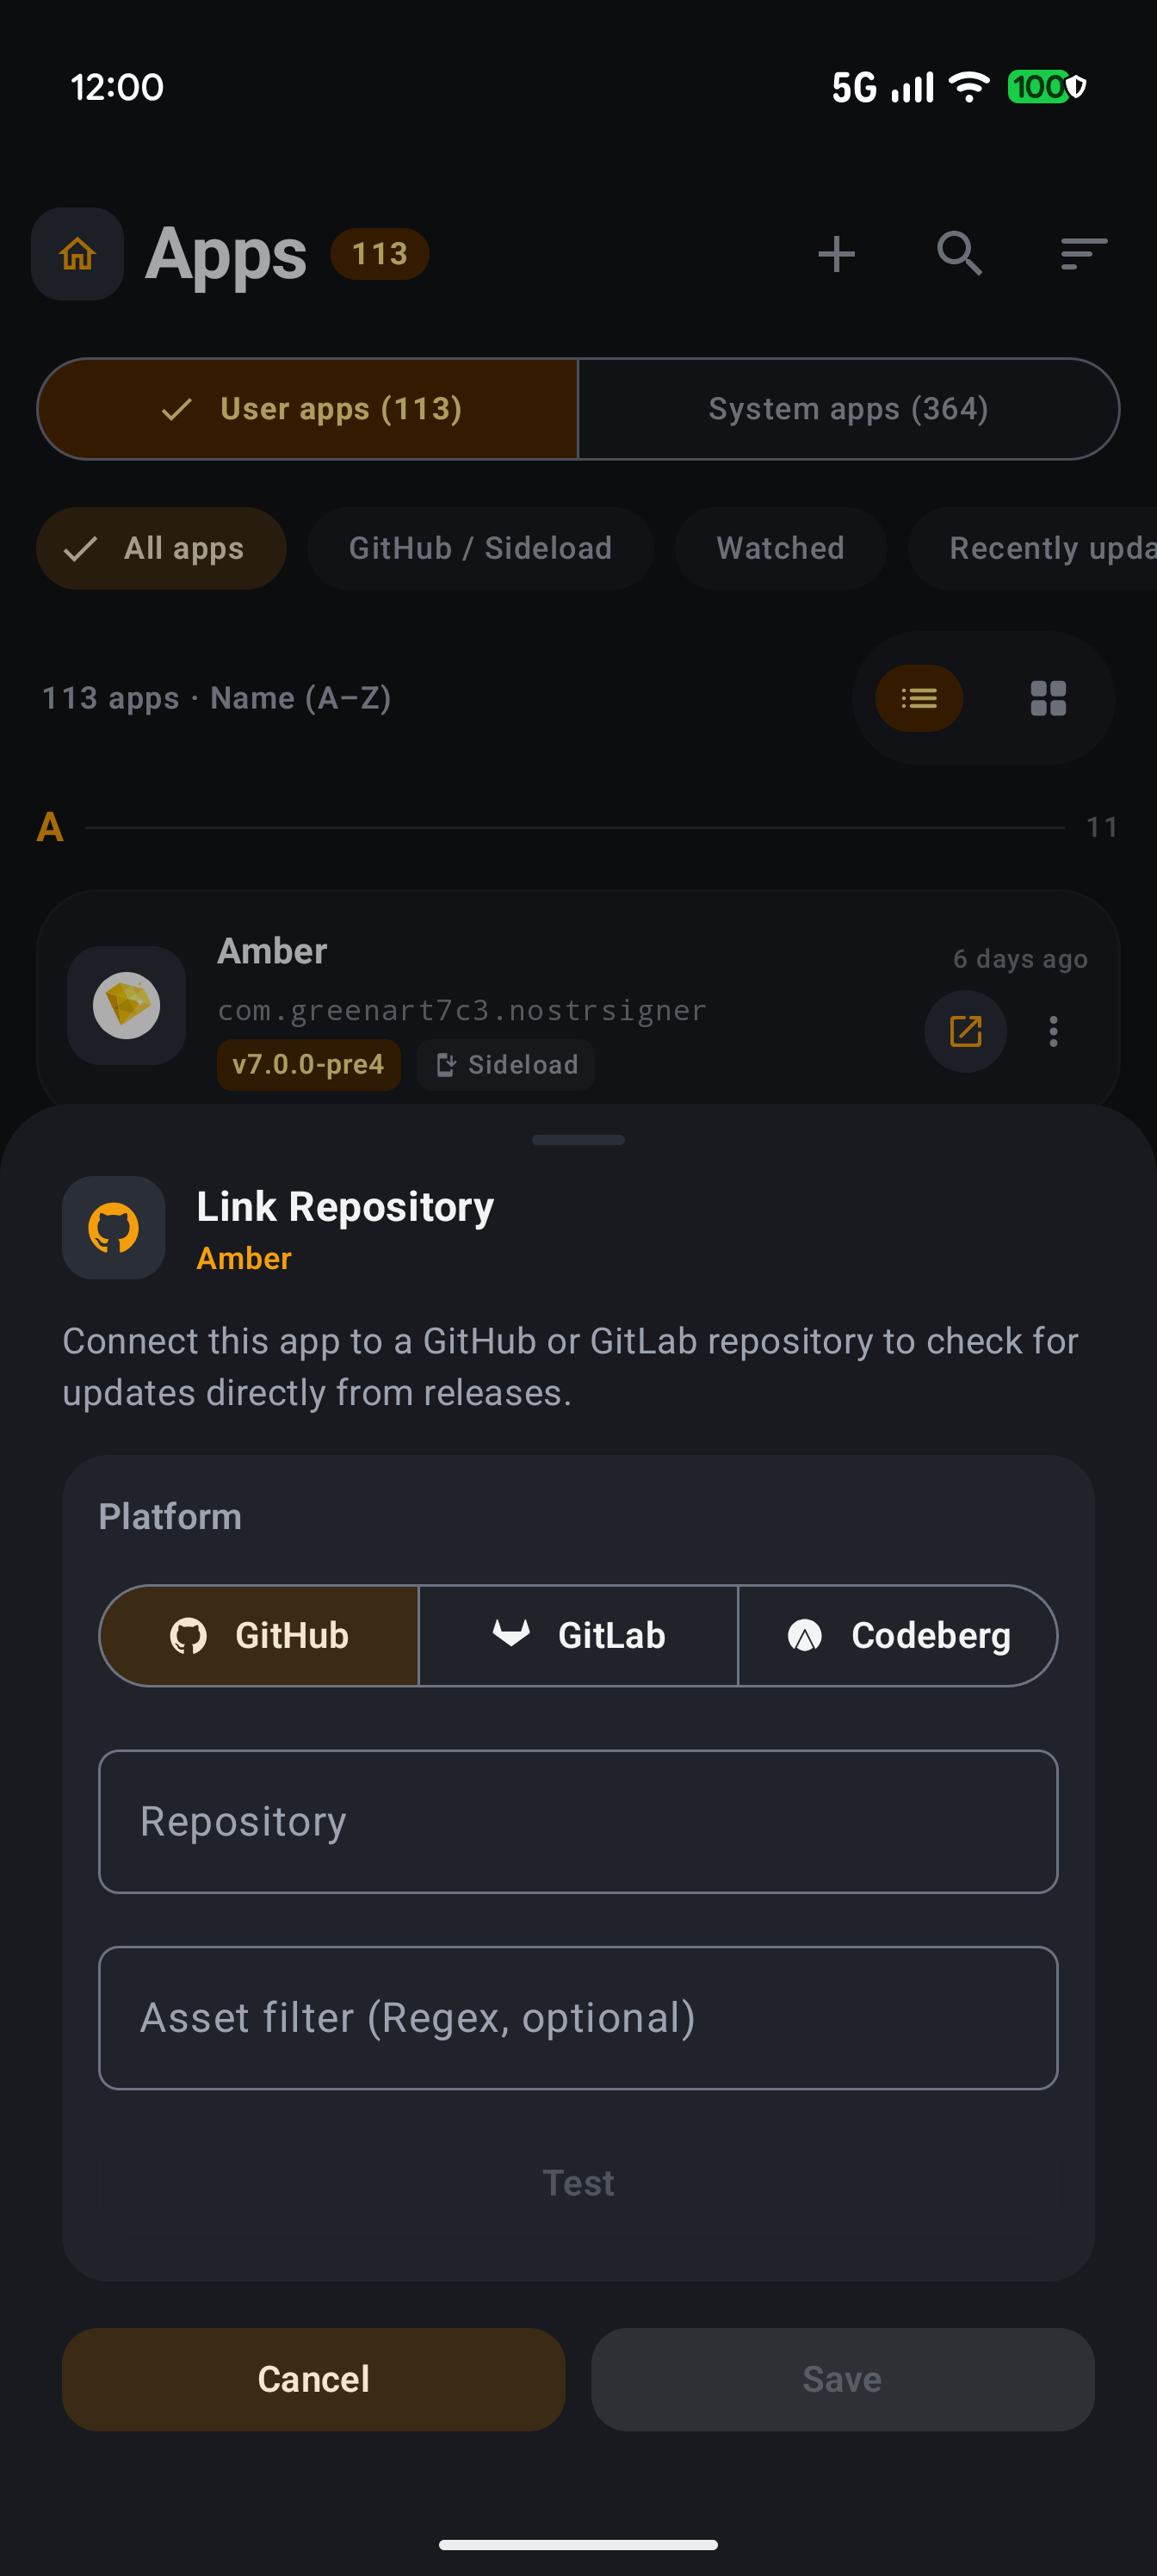 12:00
5G
100
Apps
113
User apps (113)
System apps (364)
All apps
GitHub / Sideload
Watched
Recently upda
113 apps · Name (A–Z)
A
11
Amber
6 days ago
com.greenart7c3.nostrsigner
v7.0.0-pre4
Sideload
Link Repository
Amber
Connect this app to a GitHub or GitLab repository to check for
updates directly from releases.
Platform
GitHub
GitLab
Codeberg
Repository
Asset filter (Regex, optional)
Test
Cancel
Save